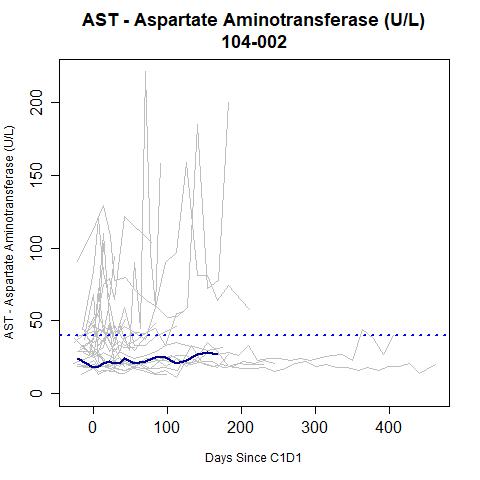 AST - Aspartate Aminotransferase (U/L)
104-002
AST - Aspartate Aminotransferase (U/L)
200
150
100
50
0
0 100 200 300 400
Days Since C1D1